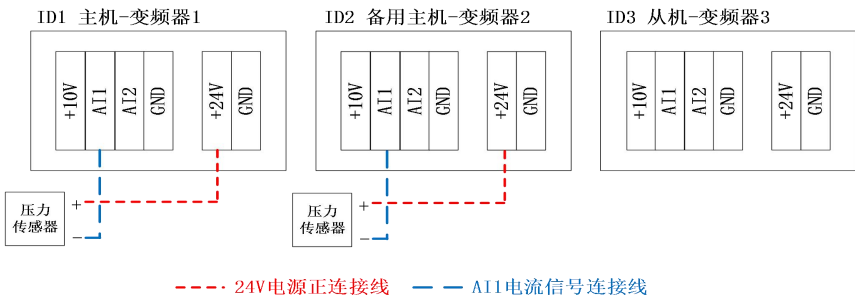 ID1 主机-变频器1
ID2 备用主机-变频器2
ID3 从机-变频器3
+10V
AI1
AI2
GND
+24V
GND
+10V
AI1
AI2
GND
+24V
GND
+10V
AI1
AI2
GND
+24V
GND
压力
传感器
+
−
压力
传感器
+
−
24V电源正连接线
AI1电流信号连接线